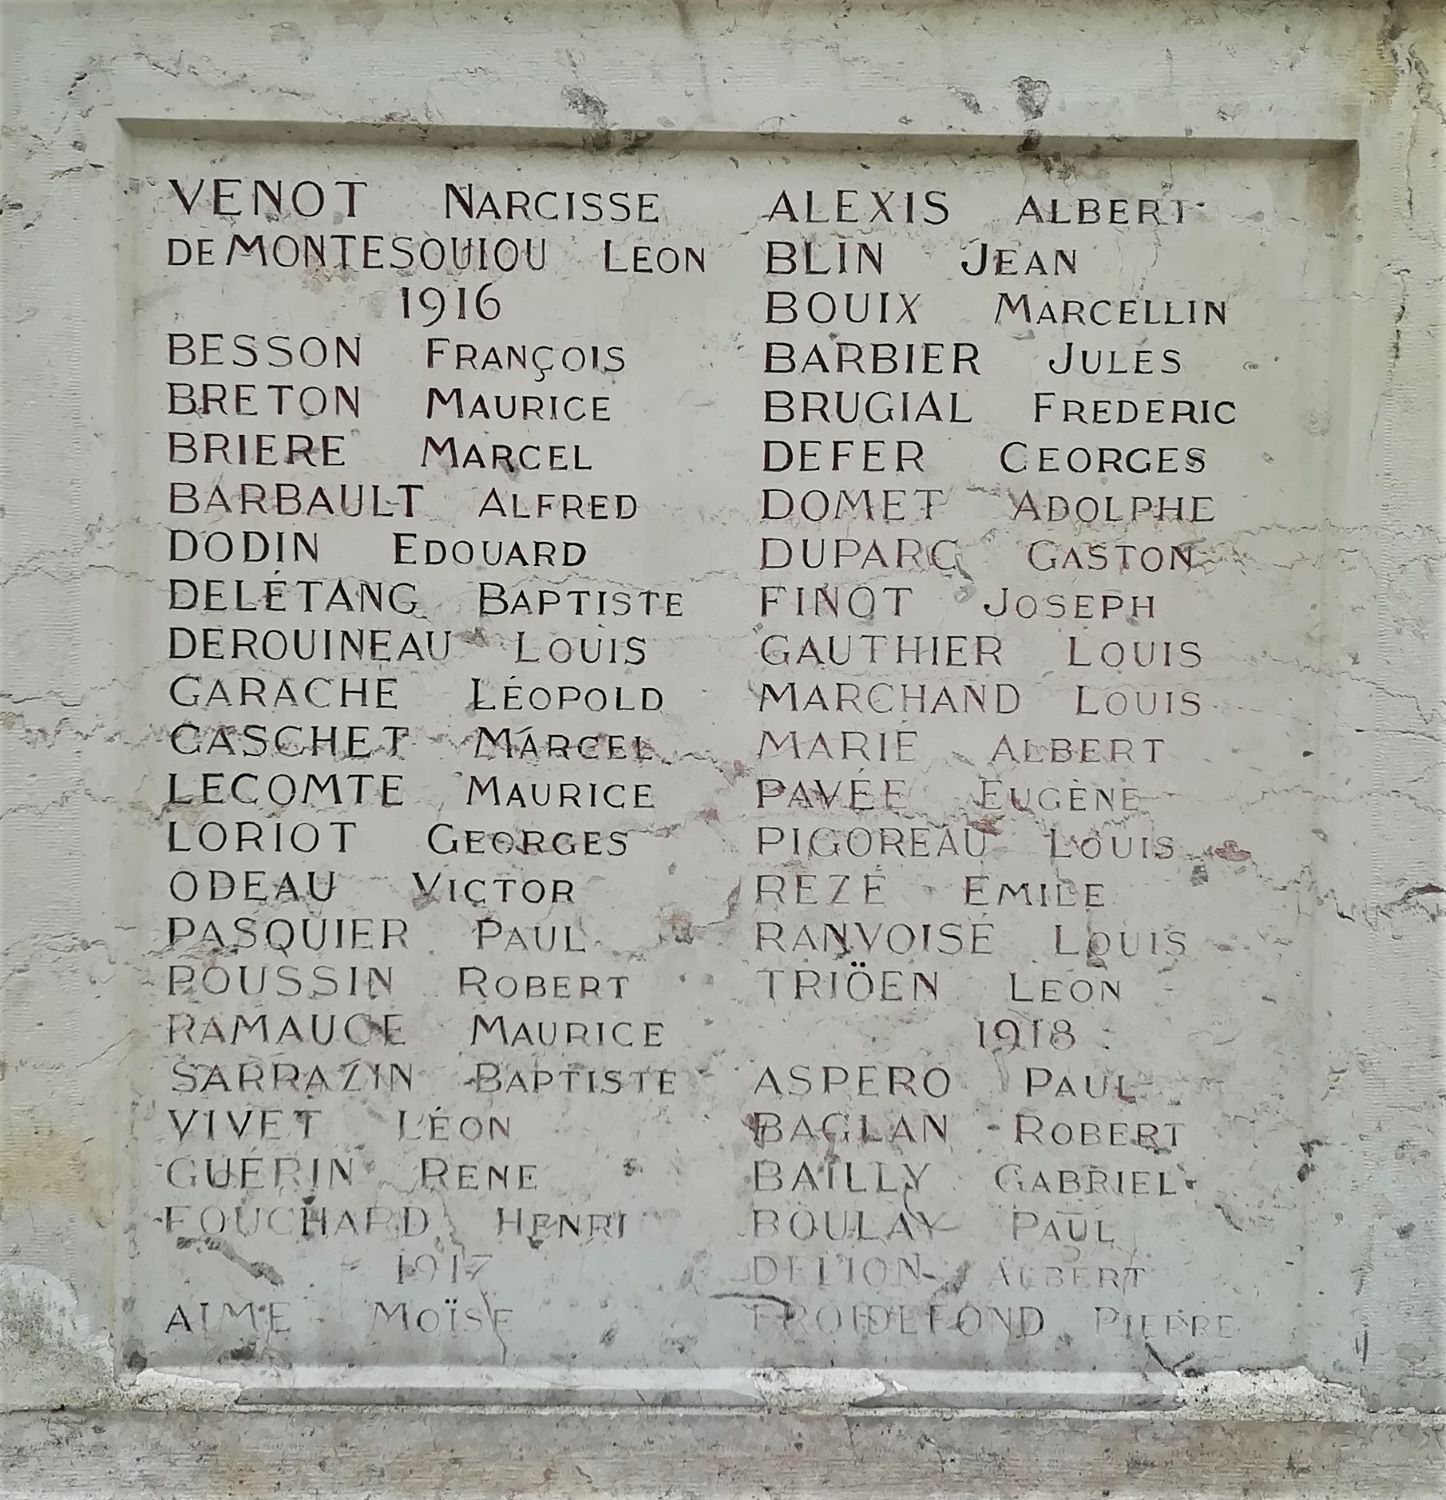 VENOT NARCISSE
DE MONTESQUIOU LEON
1916
BESSON FRANÇOIS
BRETON MAURICE
BRIERE MARCEL
BARBAULT ALFRED
DODIN EDOUARD
DELÉTANG BAPTISTE
DEROUINEAU LOUIS
GARACHE LÉOPOLD
GASCHET MARCEL
LECOMTE MAURICE
LORIOT GEORGES
ODEAU VICTOR
PASQUIER PAUL
POUSSIN ROBERT
RAMAUGE MAURICE
SARRAZIN BAPTISTE
VIVET LÉON
GUÉRIN RENE
FOUCHARD HENRI
1917
AIME MOÏSE
ALEXIS ALBERT
BLIN JEAN
BOUIX MARCELLIN
BARBIER JULES
BRUGIAL FREDERIC
DEFER GEORGES
DOMET ADOLPHE
DUPARC GASTON
FINOT JOSEPH
GAUTHIER LOUIS
MARCHAND LOUIS
MARIE ALBERT
PAVÉE EUGÈNE
PIGOREAU LOUIS
REZÉ EMILE
RANVOISÉ LOUIS
TRIÖEN LEON
1918
ASPERO PAUL
BAGLAN ROBERT
BAILLY GABRIEL
BOULAY PAUL
DELION ALBERT
FROIDEFOND PIERRE